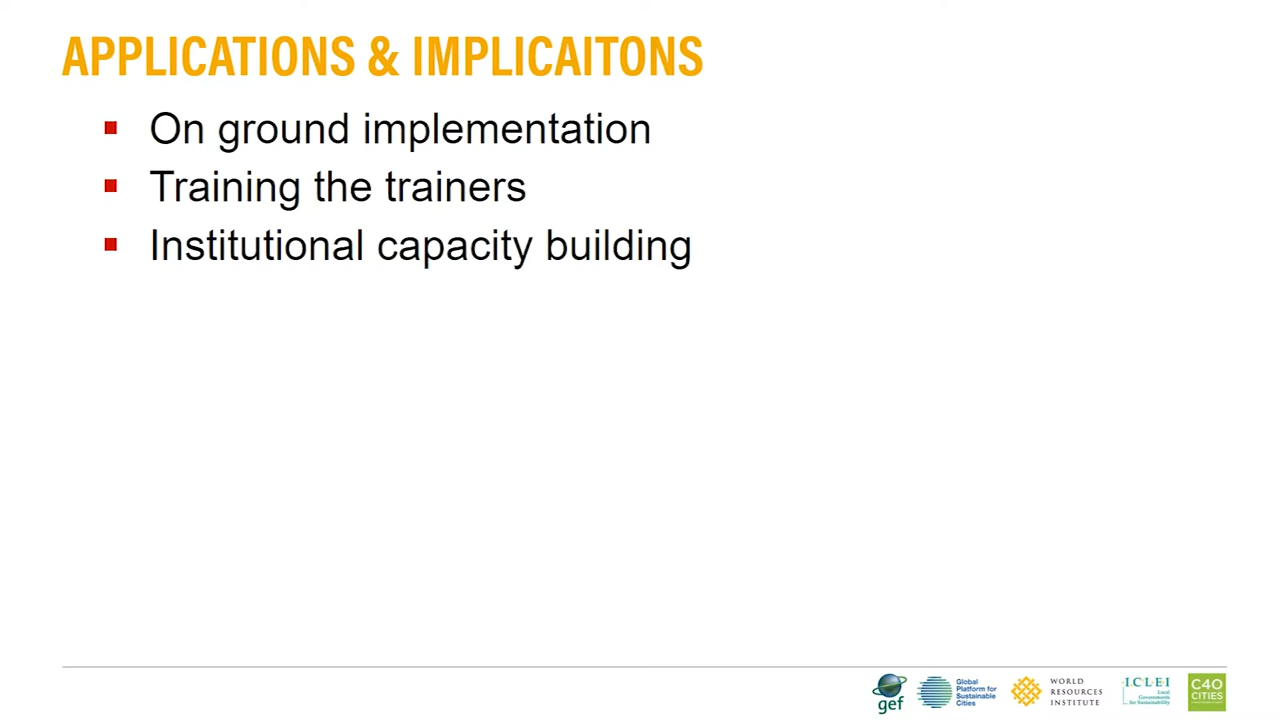 APPLICATIONS & IMPLICAITONS
On ground implementation
Training the trainers
Institutional capacity building
gef
Global
Platform for
Sustainable
Cities
WORLD
RESOURCES
INSTITUTE
I.C.L.E.I
Local
Governments
for Sustainability
C40
CITIES